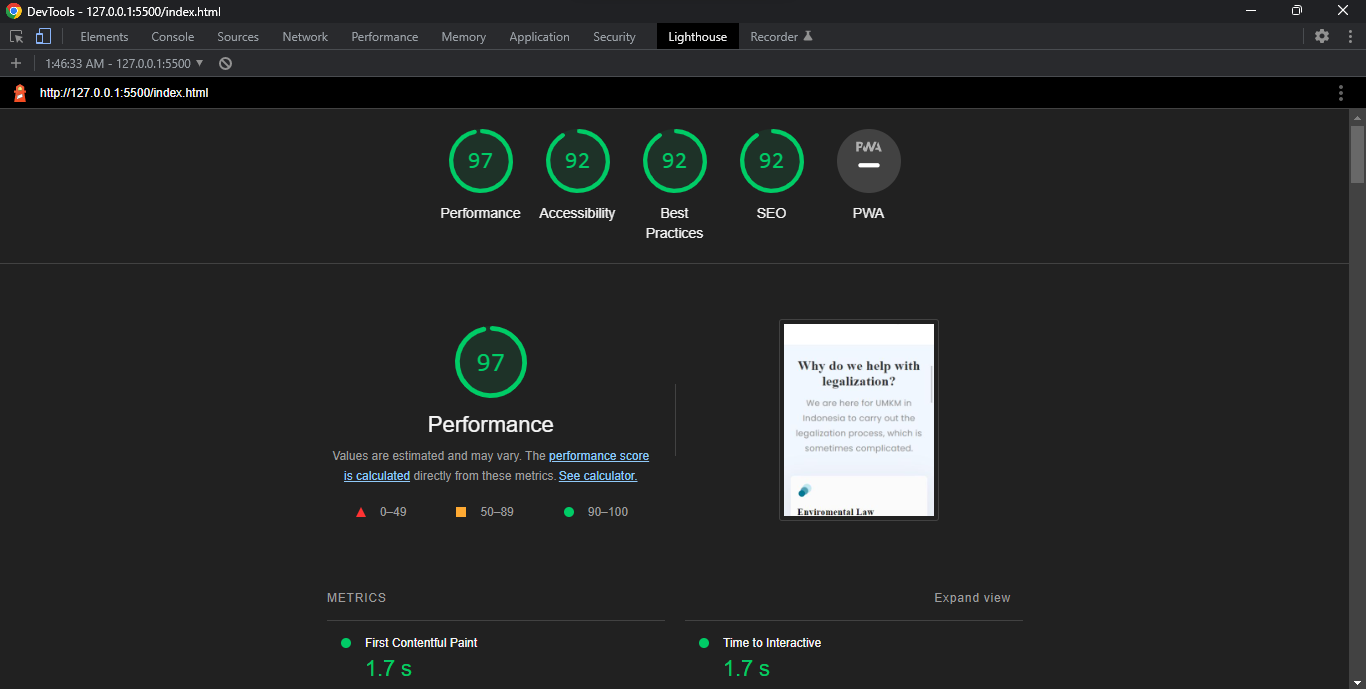 DevTools - 127.0.0.1:5500/index.html
Elements Console Sources Network Performance Memory Application Security Lighthouse Recorder
1:46:33 AM - 127.0.0.1:5500
http://127.0.0.1:5500/index.html
97 92 92 92 PWA
Performance Accessibility Best Practices SEO PWA
97
Performance
Values are estimated and may vary. The performance score
is calculated directly from these metrics. See calculator.
0–49 50–89 90–100
Why do we help with
legalization?
We are here for UMKM in
Indonesia to carry out the
legalization process, which is
sometimes complicated.
Enviromental Law
METRICS Expand view
First Contentful Paint Time to Interactive
1.7 s 1.7 s